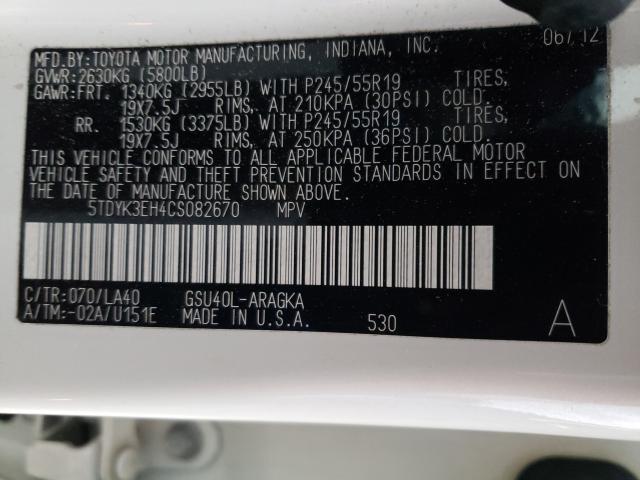 MFD.BY:TOYOTA MOTOR MANUFACTURING, INDIANA, INC. 06/12
GVWR:2630KG (5800LB)
GAWR:FRT. 1340KG (2955LB)WITH P245/55R19 TIRES,
19X7.5J RIMS, AT 210KPA (30PSI) COLD.
RR. 1530KG (3375LB)WITH P245/55R19 TIRES,
19X7.5J RIMS, AT 250KPA (36PSI) COLD.
THIS VEHICLE CONFORMS TO ALL APPLICABLE FEDERAL MOTOR
VEHICLE SAFETY AND THEFT PREVENTION STANDARDS IN EFFECT ON
THE DATE OF MANUFACTURE SHOWN ABOVE.
5TDYK3EH4CS082670 MPV
C/TR:070/LA40 GSU40L-ARAGKA
A/TM:-02A/U151E MADE IN U.S.A. 530 A